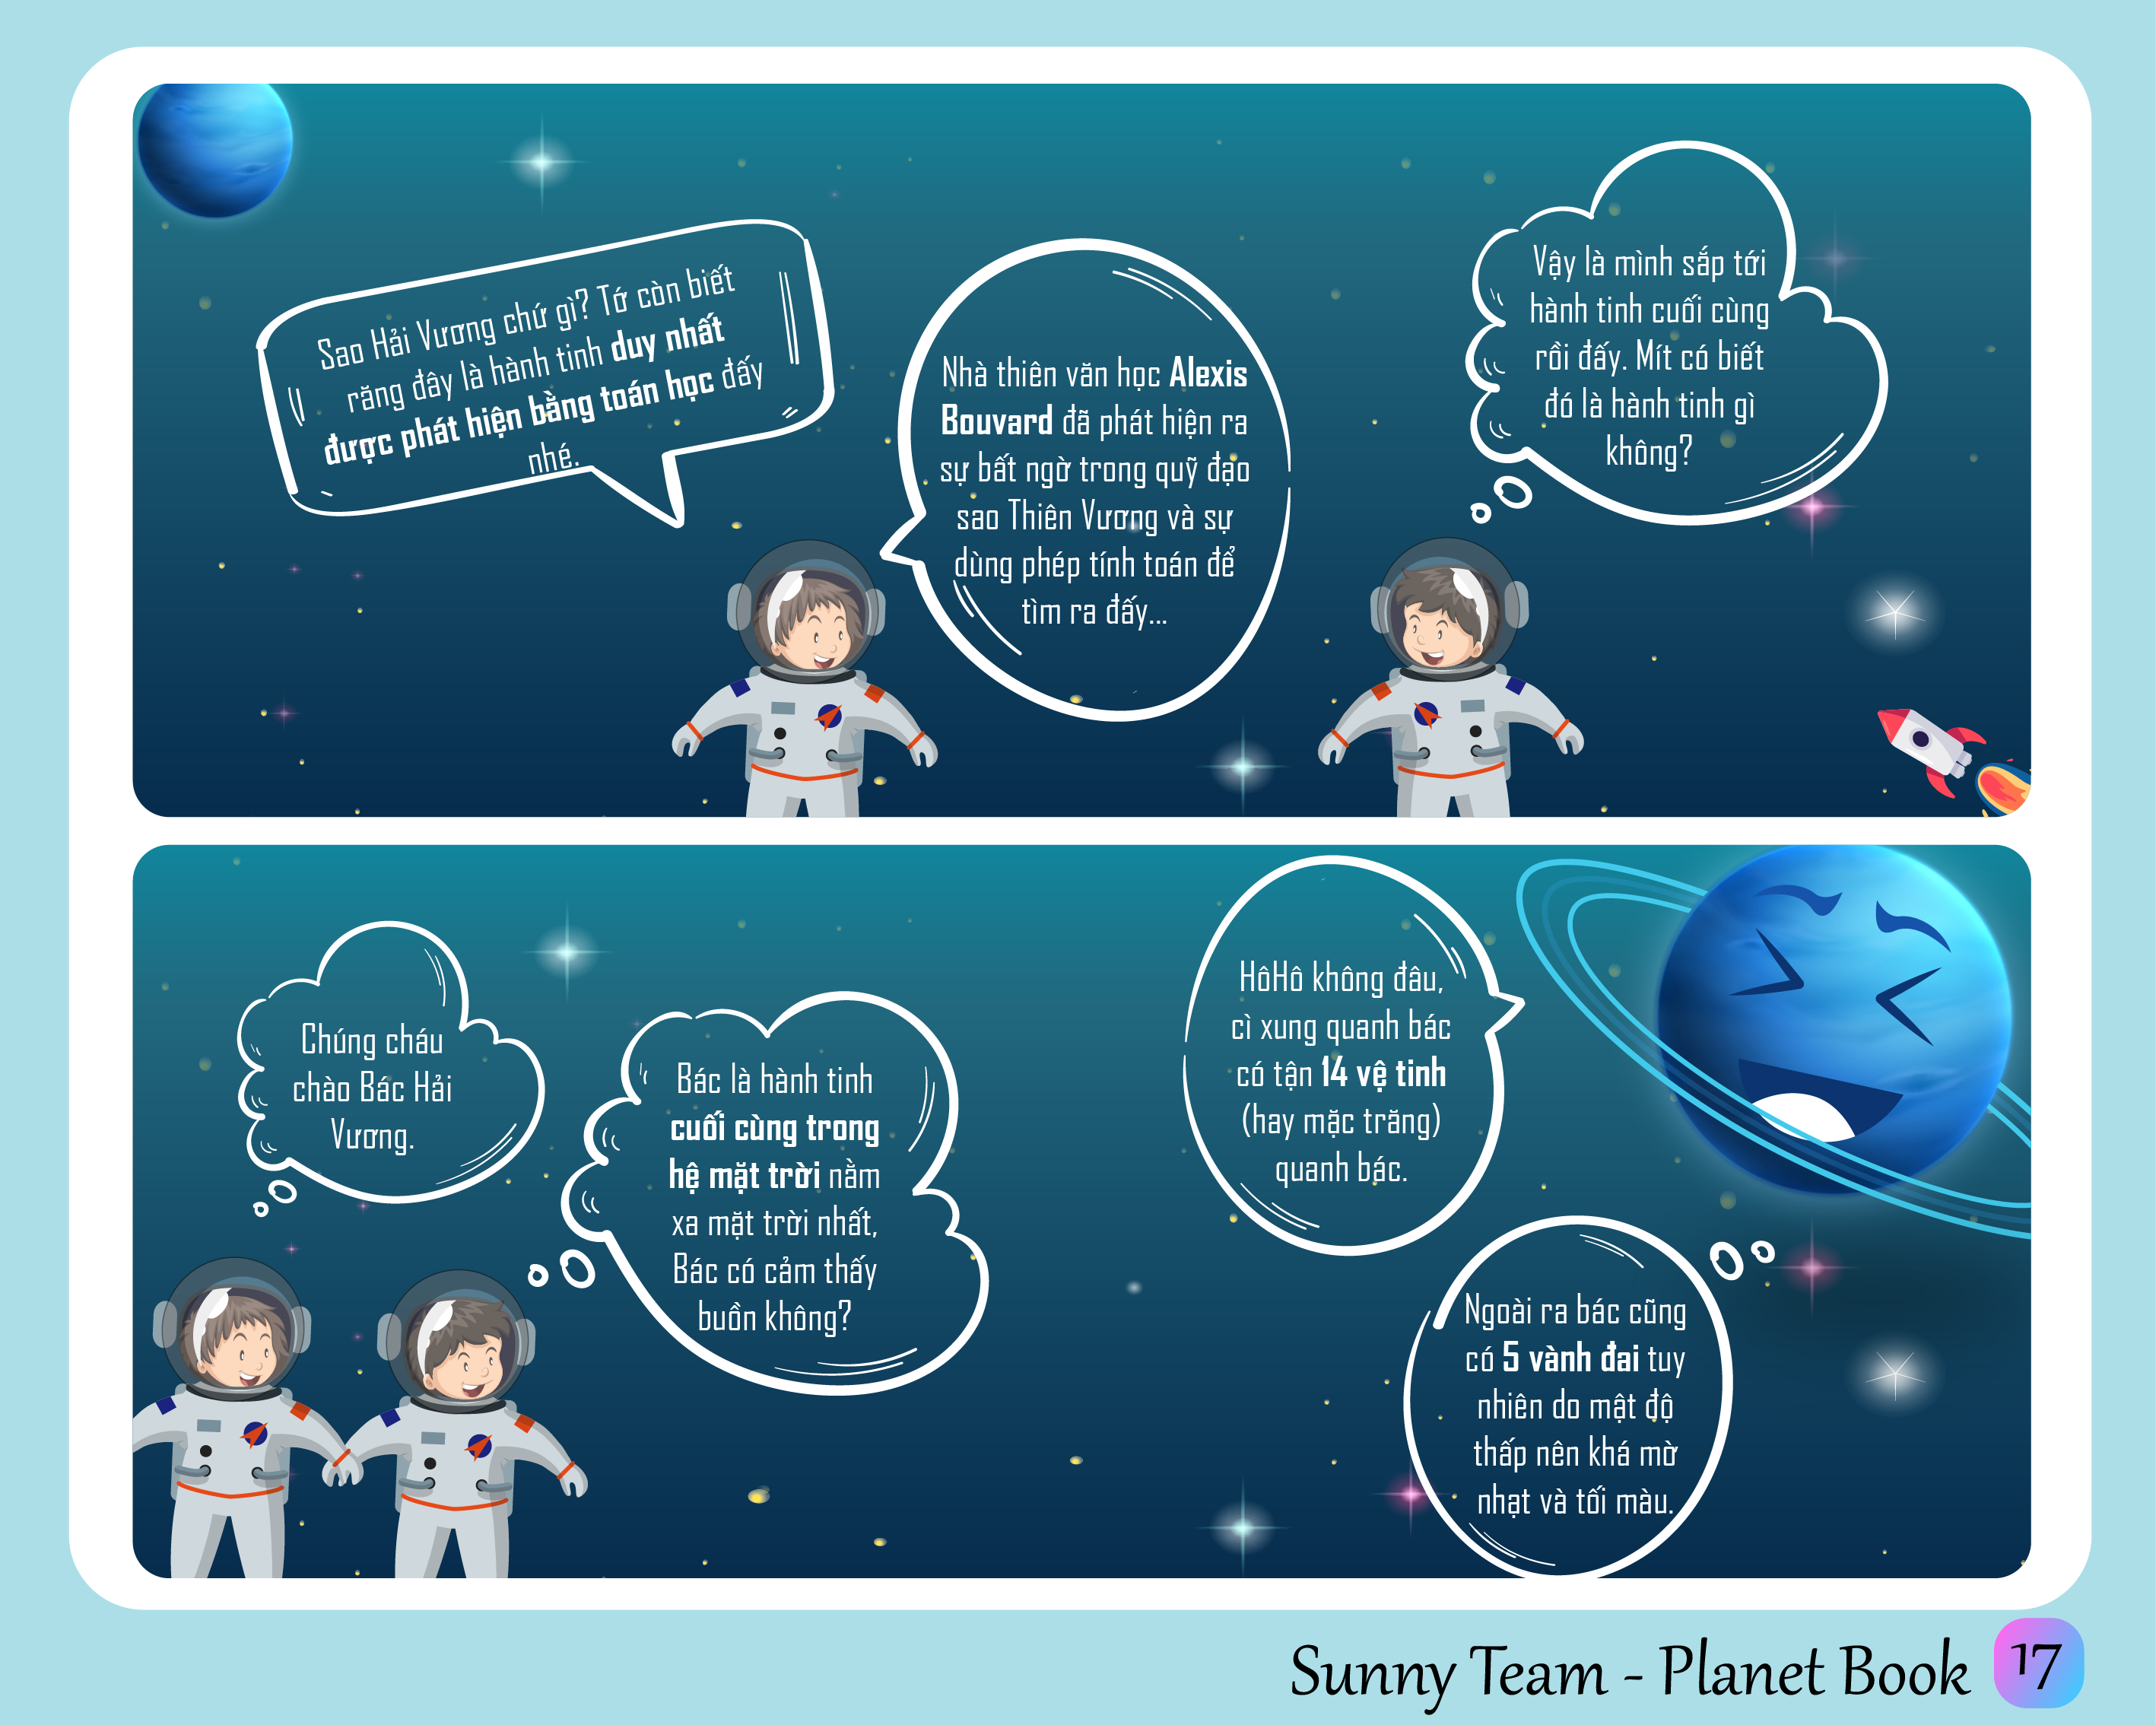 Vậy là mình sắp tới
hành tinh cuối cùng
rồi đấy. Mít có biết
đó là hành tinh gì
không?
Sao Hải Vương chứ gì? Tớ còn biết
răng đây là hành tinh duy nhất
được phát hiện bằng toán học đấy
nhé.
Nhà thiên văn học Alexis
Bouvard đã phát hiện ra
sự bất ngờ trong quỹ đạo
sao Thiên Vương và sự
dùng phép tính toán để
tìm ra đấy...
Chúng cháu
chào Bác Hải
Vương.
Bác là hành tinh
cuối cùng trong
hệ mặt trời nằm
xa mặt trời nhất,
Bác có cảm thấy
buồn không?
HôHô không đâu,
cì xung quanh bác
có tận 14 vệ tinh
(hay mặc trăng)
quanh bác.
Ngoài ra bác cũng
có 5 vành đai tuy
nhiên do mật độ
thấp nên khá mờ
nhạt và tối màu.
Sunny Team - Planet Book 17